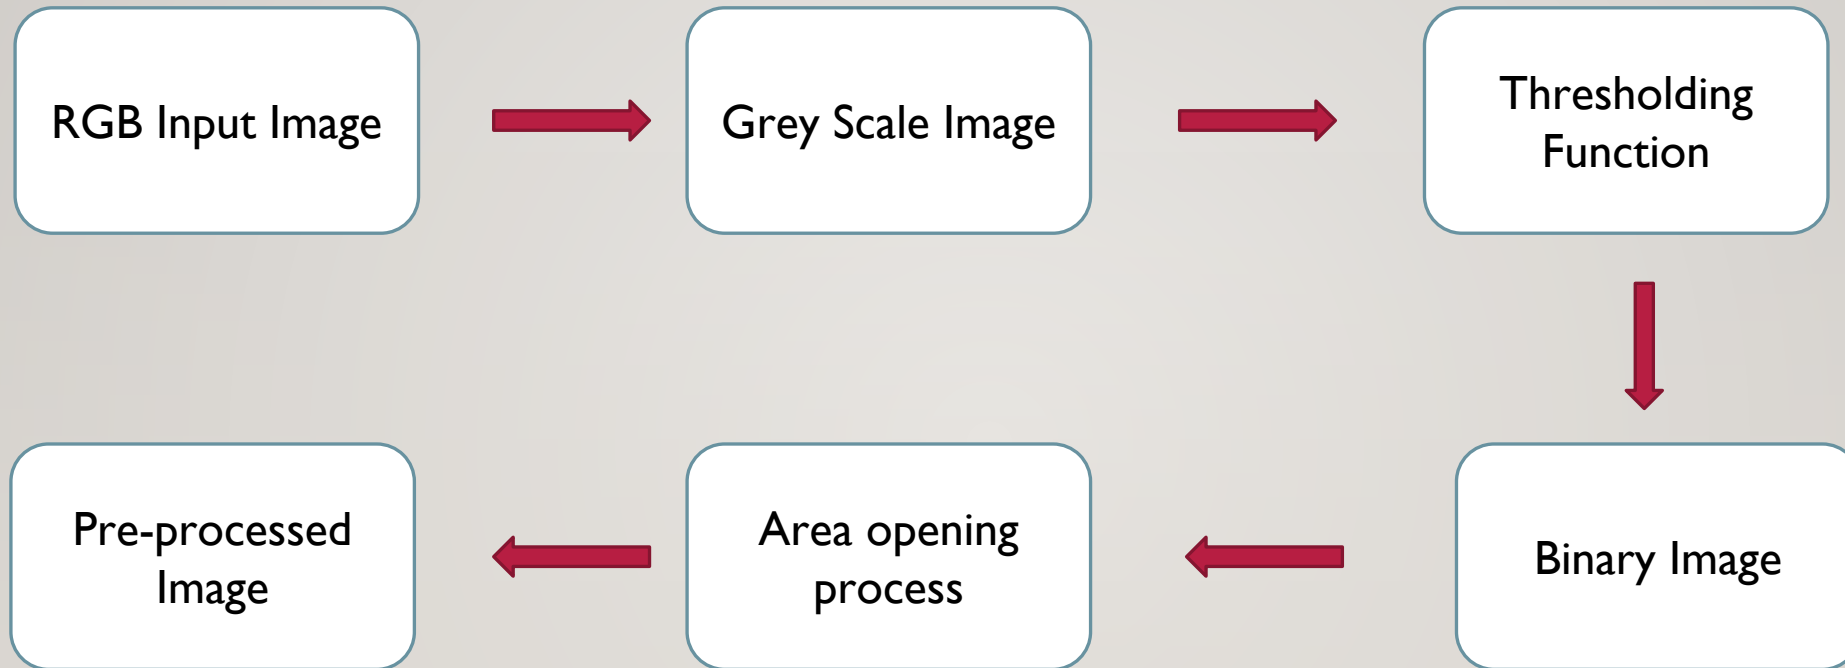 RGB Input Image
Grey Scale Image
Thresholding
Function
Binary Image
Area opening
process
Pre-processed
Image